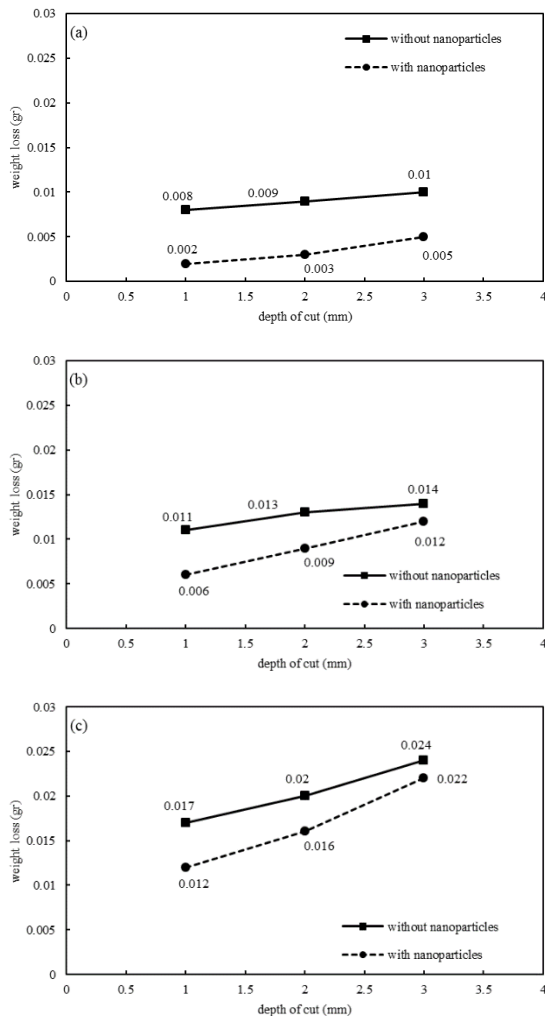 0.03
(a)
without nanoparticles
with nanoparticles
0.025
0.02
0.015
0.01
0.005
0
weight loss (gr)
0.008
0.009
0.01
0.002
0.003
0.005
0 0.5 1 1.5 2 2.5 3 3.5 4
depth of cut (mm)
0.03
(b)
0.025
0.02
0.015
0.01
0.005
0
weight loss (gr)
0.011
0.013
0.014
0.006
0.009
0.012
without nanoparticles
with nanoparticles
0 0.5 1 1.5 2 2.5 3 3.5 4
depth of cut (mm)
0.03
(c)
0.025
0.02
0.015
0.01
0.005
0
weight loss (gr)
0.017
0.02
0.024
0.012
0.016
0.022
without nanoparticles
with nanoparticles
0 0.5 1 1.5 2 2.5 3 3.5 4
depth of cut (mm)